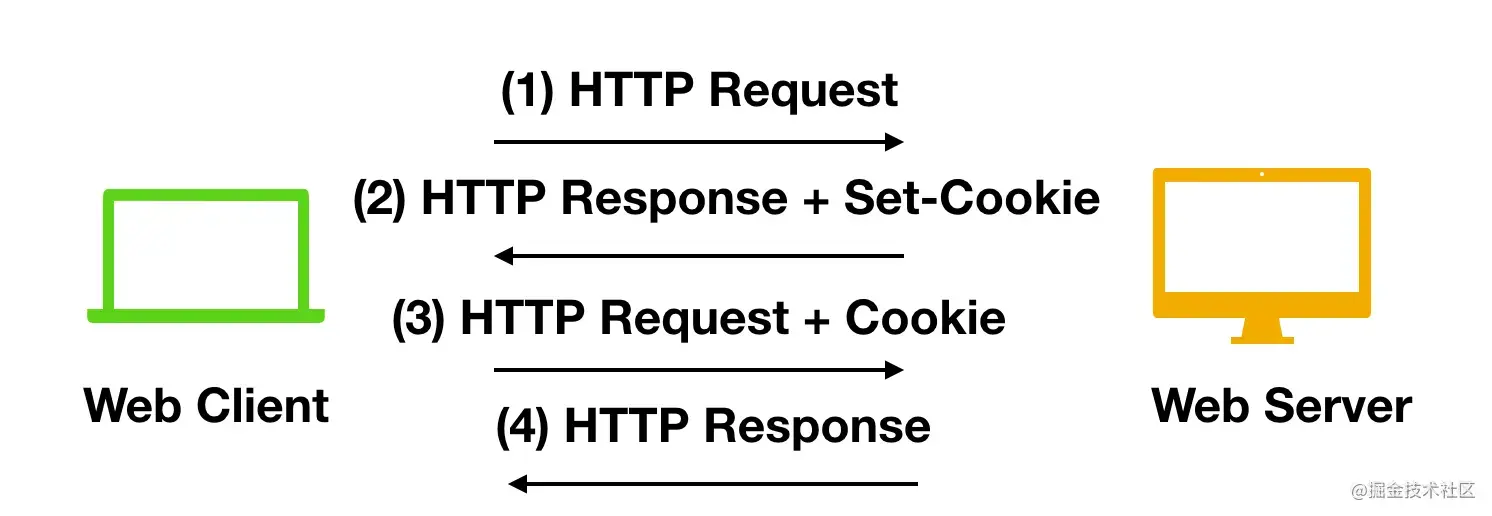 (1) HTTP Request
(2) HTTP Response + Set-Cookie
(3) HTTP Request + Cookie
Web Client
Web Server
(4) HTTP Response
@掘金技术社区